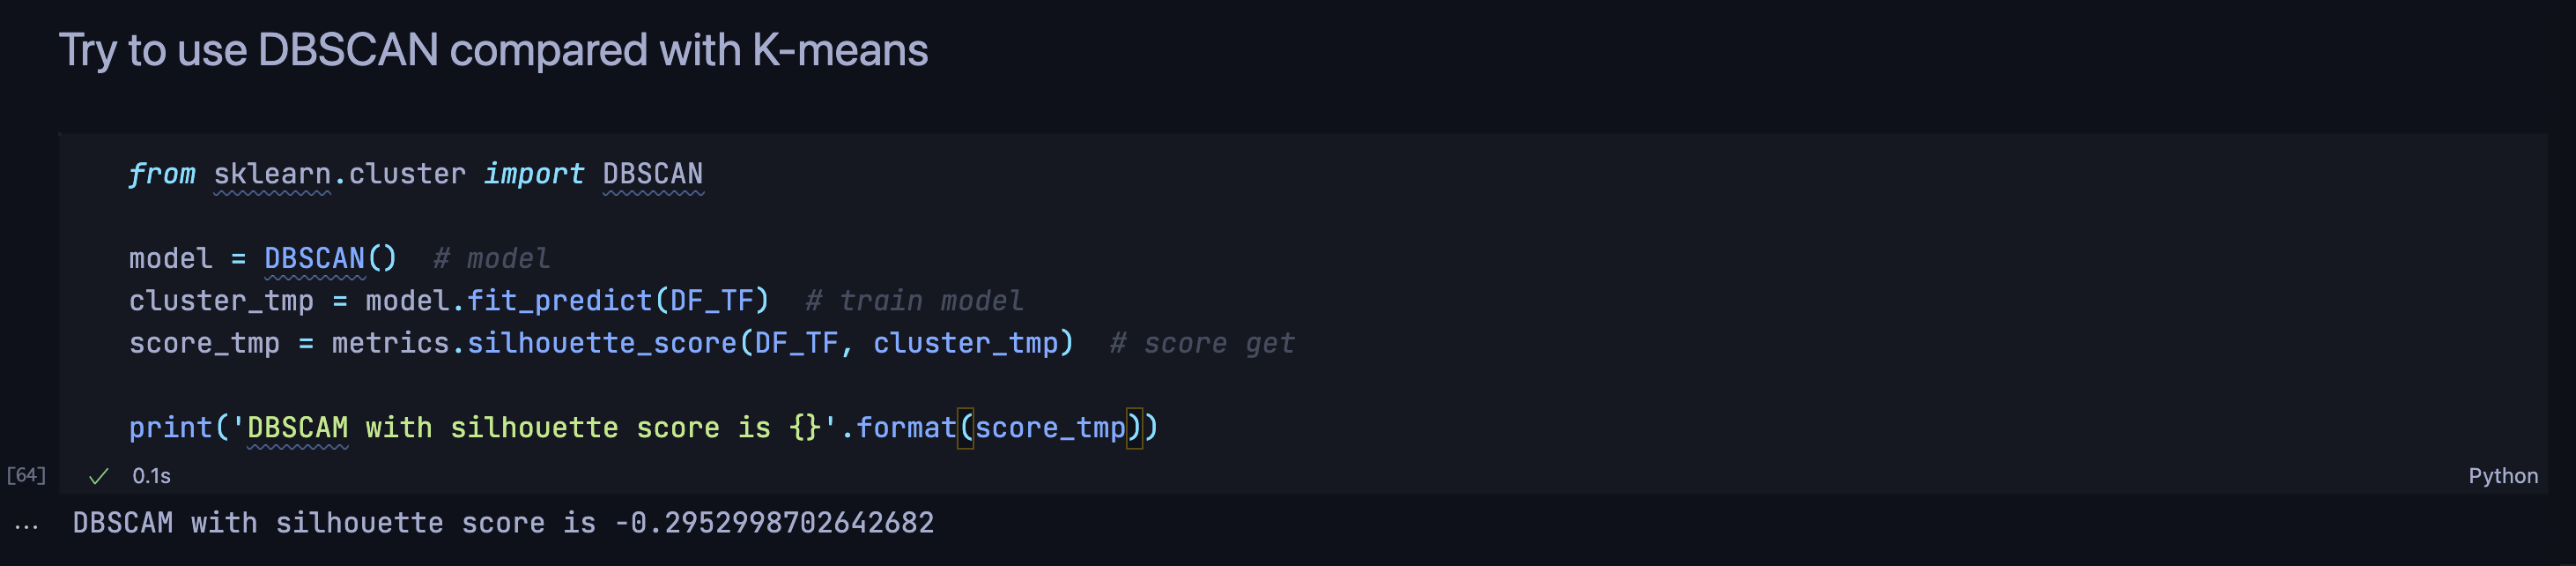 Try to use DBSCAN compared with K-means
from sklearn.cluster import DBSCAN
model = DBSCAN()  # model
cluster_tmp = model.fit_predict(DF_TF)  # train model
score_tmp = metrics.silhouette_score(DF_TF, cluster_tmp)  # score get
print('DBSCAM with silhouette score is {}'.format(score_tmp))
[64] ✓ 0.1s Python
... DBSCAM with silhouette score is -0.2952998702642682